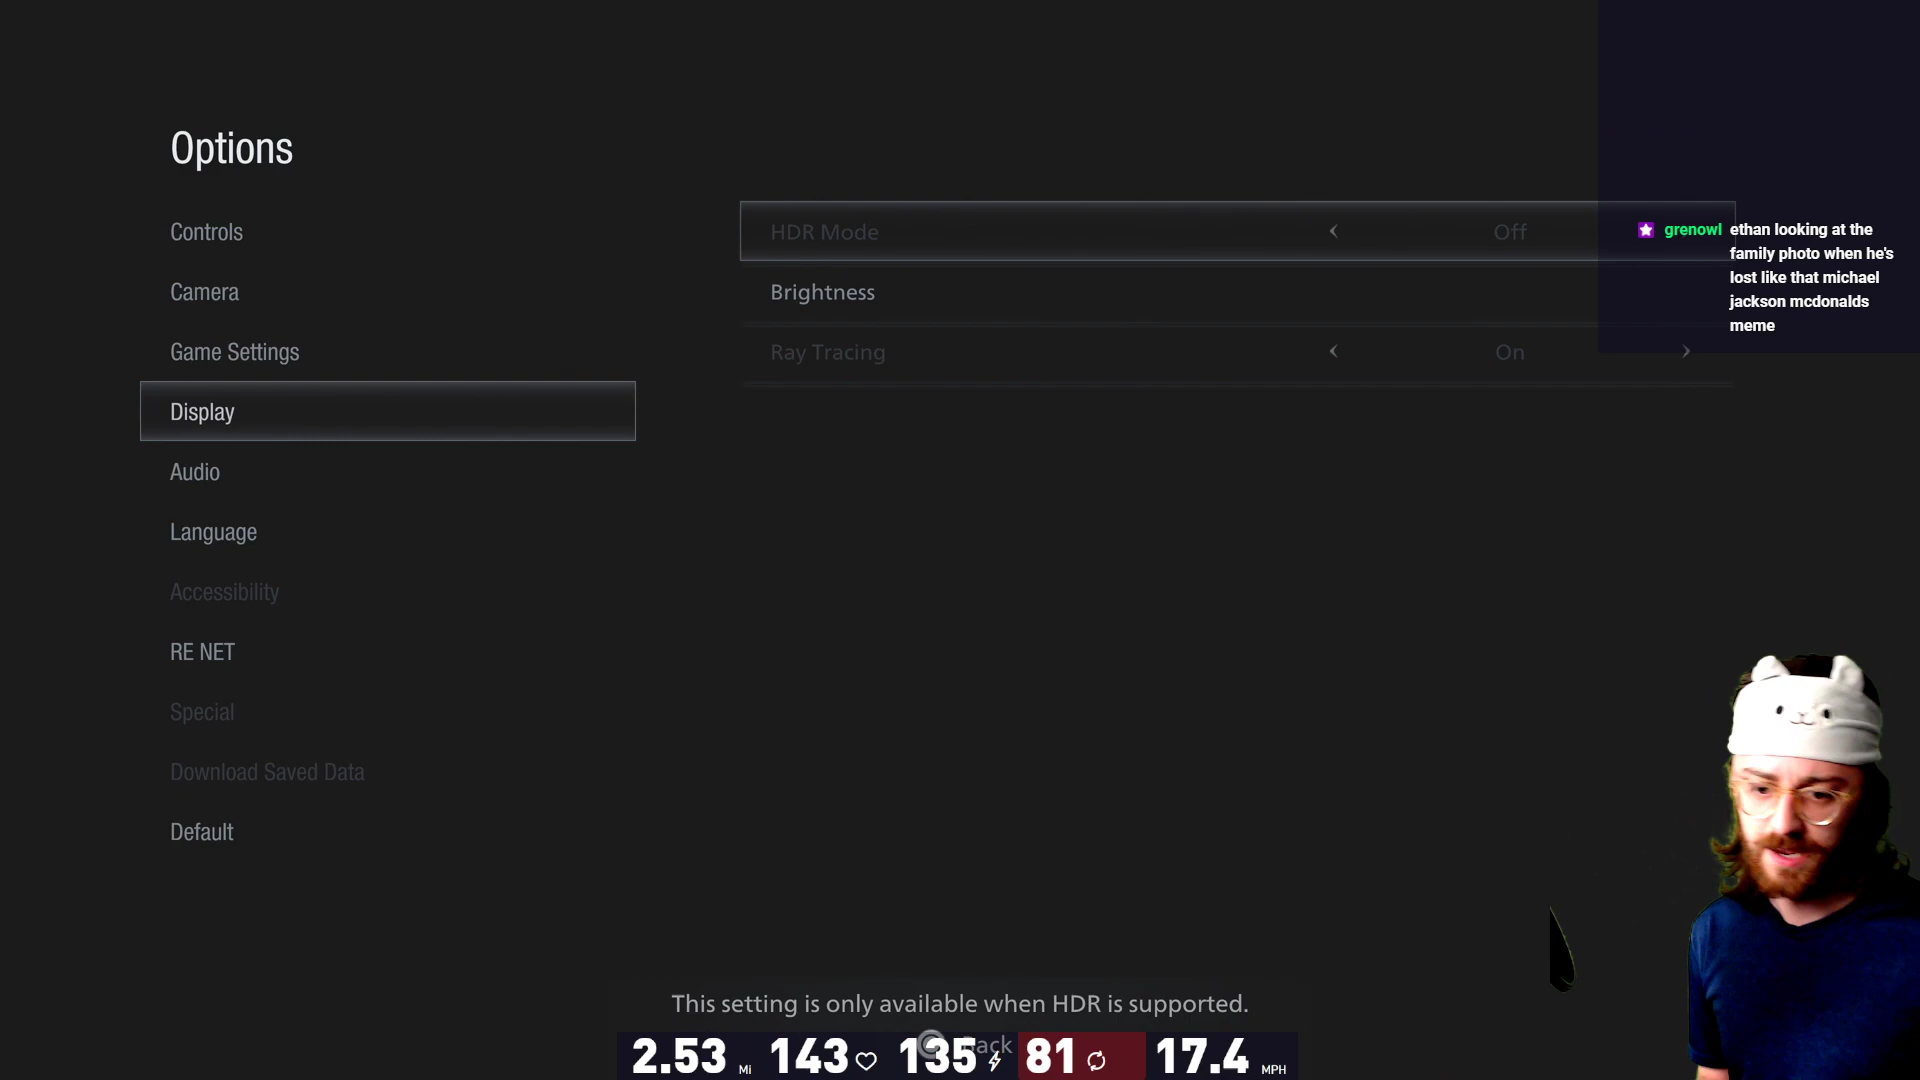 Options
Controls
Camera
Game Settings
Display
Audio
Language
Accessibility
RE NET
Special
Download Saved Data
Default
HDR Mode Off
Brightness
Ray Tracing On
grenowl ethan looking at the
family photo when he's
lost like that michael
jackson mcdonalds
meme
This setting is only available when HDR is supported.
Back
2.53 Mi 143 135 81 17.4 MPH